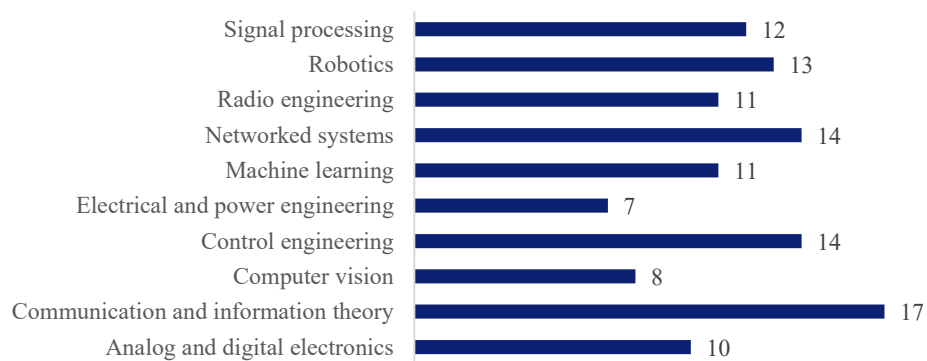 Signal processing 12
Robotics 13
Radio engineering 11
Networked systems 14
Machine learning 11
Electrical and power engineering 7
Control engineering 14
Computer vision 8
Communication and information theory 17
Analog and digital electronics 10